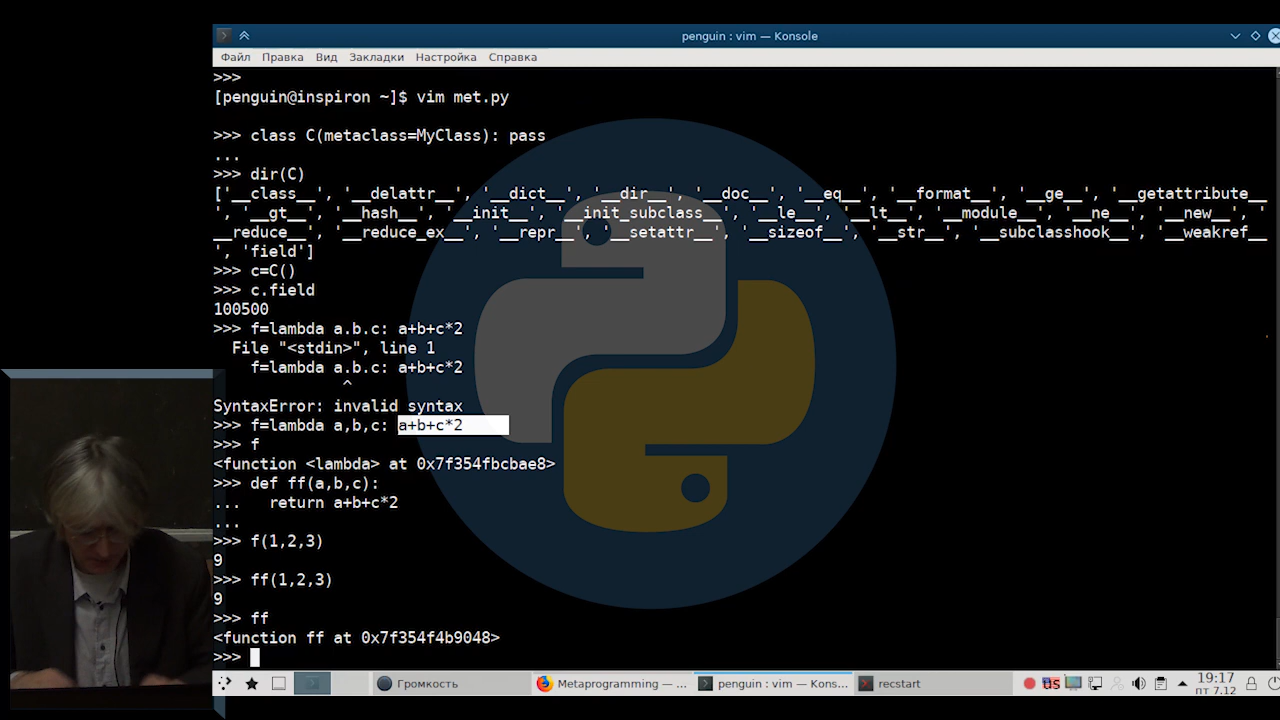 penguin : vim — Konsole
Файл Правка Вид Закладки Настройка Справка
>>>
[penguin@inspiron ~]$ vim met.py
>>> class C(metaclass=MyClass): pass
...
>>> dir(C)
['__class__', '__delattr__', '__dict__', '__dir__', '__doc__', '__eq__', '__format__', '__ge__', '__getattribute__
', '__gt__', '__hash__', '__init__', '__init_subclass__', '__le__', '__lt__', '__module__', '__ne__', '__new__', '
__reduce__', '__reduce_ex__', '__repr__', '__setattr__', '__sizeof__', '__str__', '__subclasshook__', '__weakref__
', 'field']
>>> c=C()
>>> c.field
100500
>>> f=lambda a.b.c: a+b+c*2
File "<stdin>", line 1
f=lambda a.b.c: a+b+c*2
^
SyntaxError: invalid syntax
>>> f=lambda a,b,c: a+b+c*2
>>> f
<function <lambda> at 0x7f354fbcbae8>
>>> def ff(a,b,c):
... return a+b+c*2
...
>>> f(1,2,3)
9
>>> ff(1,2,3)
9
>>> ff
<function ff at 0x7f354f4b9048>
>>>
Громкость Metaprogramming — ... penguin : vim — Kons... recstart us 19:17
пт 7.12